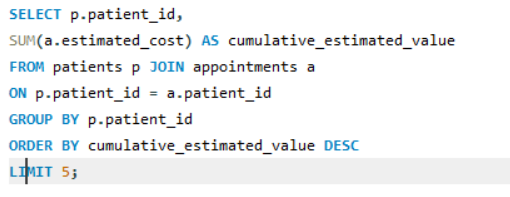 SELECT p.patient_id,
SUM(a.estimated_cost) AS cumulative_estimated_value
FROM patients p JOIN appointments a
ON p.patient_id = a.patient_id
GROUP BY p.patient_id
ORDER BY cumulative_estimated_value DESC
LIMIT 5;